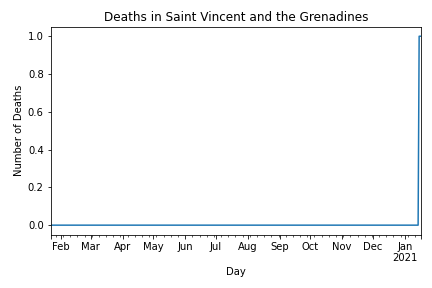 Deaths in Saint Vincent and the Grenadines
Number of Deaths
1.0
0.8
0.6
0.4
0.2
0.0
Feb Mar Apr May Jun Jul Aug Sep Oct Nov Dec Jan
2021
Day